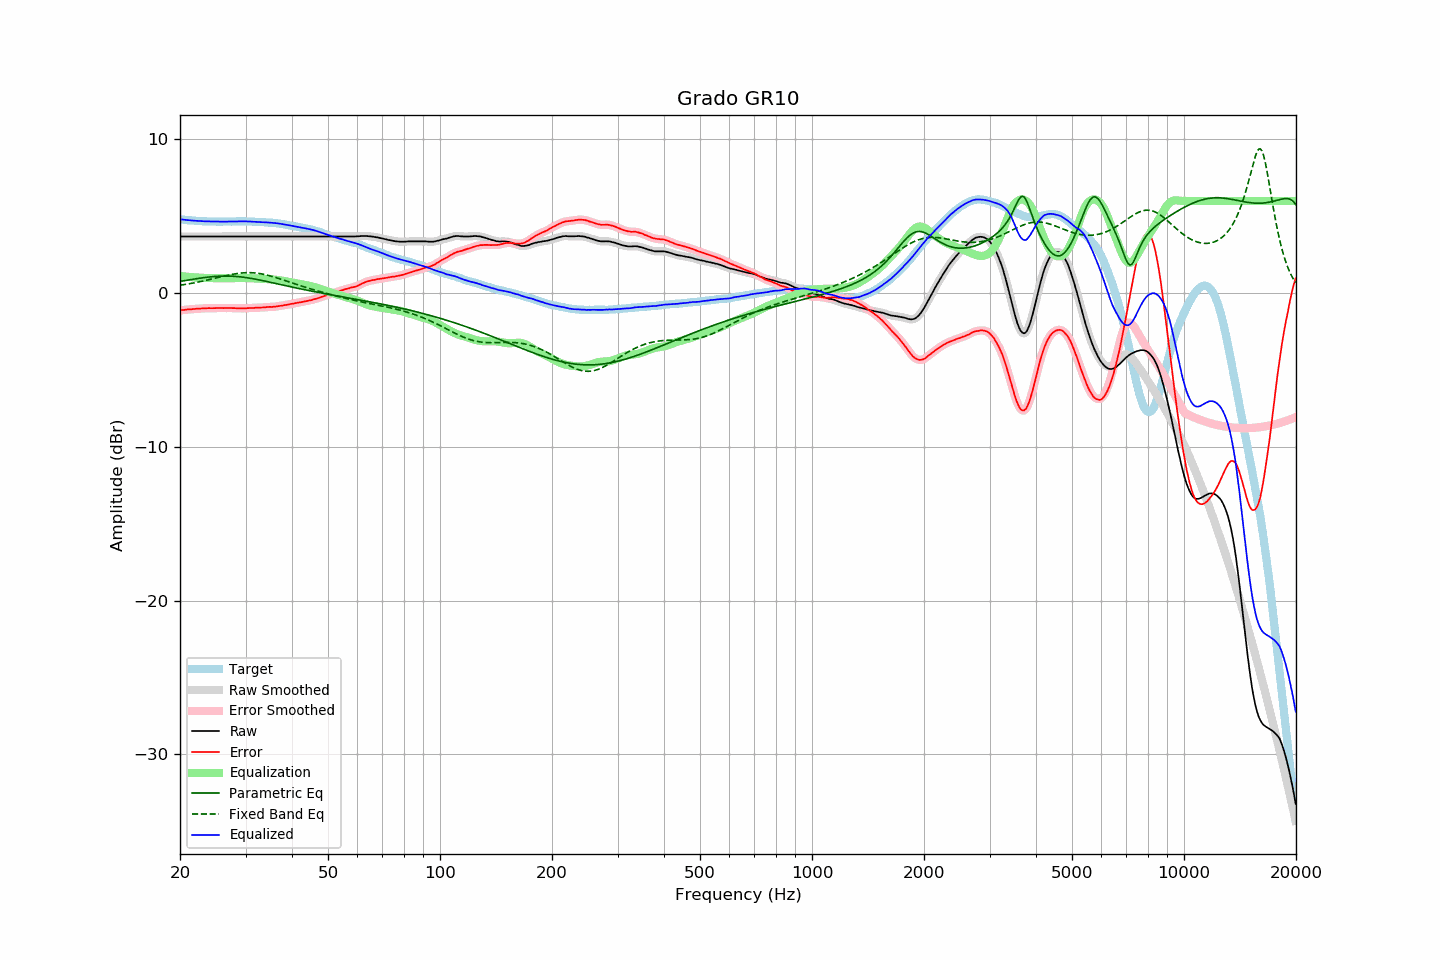 Grado GR10
Amplitude (dBr)
10
0
−10
−20
−30
Target
Raw Smoothed
Error Smoothed
Raw
Error
Equalization
Parametric Eq
Fixed Band Eq
Equalized
20 50 100 200 500 1000 2000 5000 10000 20000
Frequency (Hz)